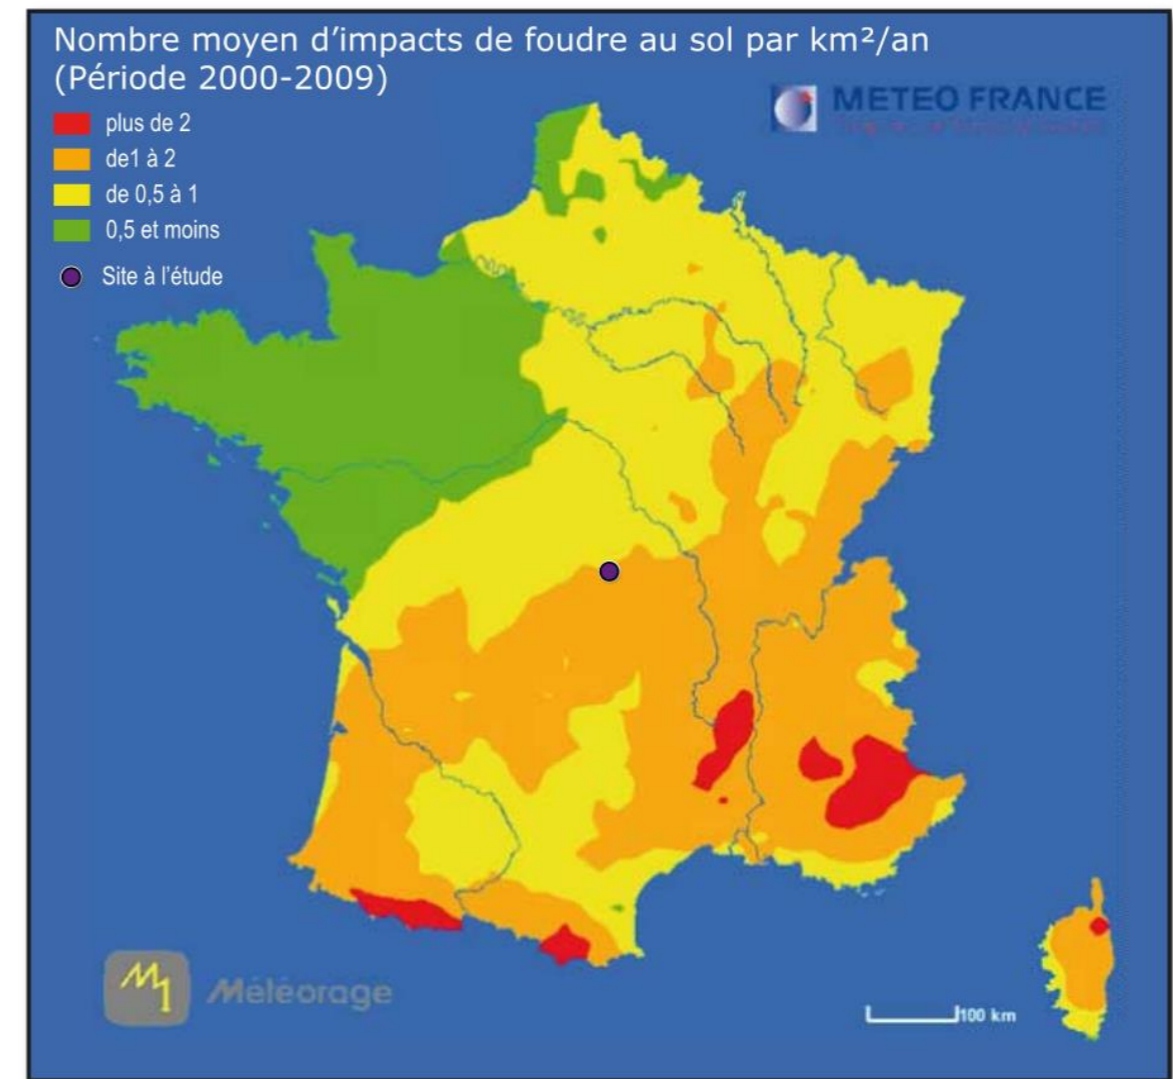 Nombre moyen d’impacts de foudre au sol par km²/an
(Période 2000-2009)
METEO FRANCE
plus de 2
de1 à 2
de 0,5 à 1
0,5 et moins
Site à l’étude
Météorage
100 km